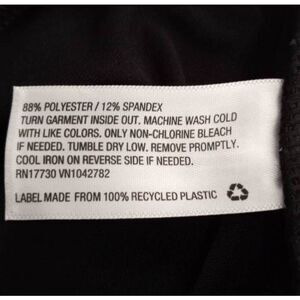 88% POLYESTER / 12% SPANDEX
TURN GARMENT INSIDE OUT. MACHINE WASH COLD
WITH LIKE COLORS. ONLY NON-CHLORINE BLEACH
IF NEEDED. TUMBLE DRY LOW. REMOVE PROMPTLY.
COOL IRON ON REVERSE SIDE IF NEEDED.
RN17730 VN1042782
LABEL MADE FROM 100% RECYCLED PLASTIC